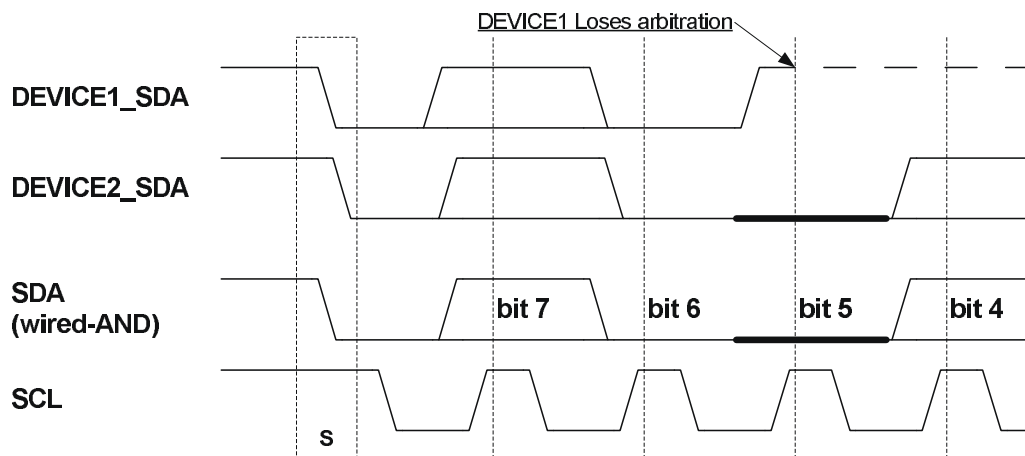 DEVICE1 Loses arbitration
DEVICE1_SDA
DEVICE2_SDA
SDA
(wired-AND)
bit 7 bit 6 bit 5 bit 4
SCL
S